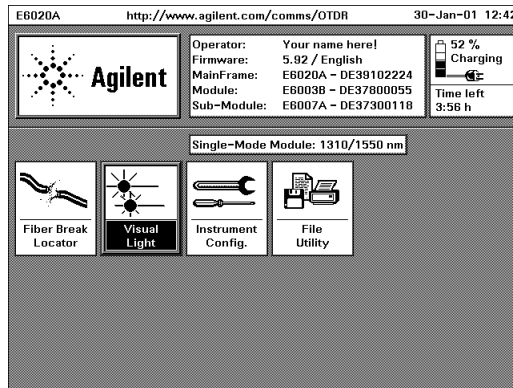 E6020A http://www.agilent.com/comms/OTDR 30-Jan-01 12:42
Agilent
Operator: Your name here!
Firmware: 5.92 / English
MainFrame: E6020A - DE39102224
Module: E6003B - DE37800055
Sub-Module: E6007A - DE37300118
52 %
Charging
Time left
3:56 h
Single-Mode Module: 1310/1550 nm
Fiber Break
Locator
Visual
Light
Instrument
Config.
File
Utility